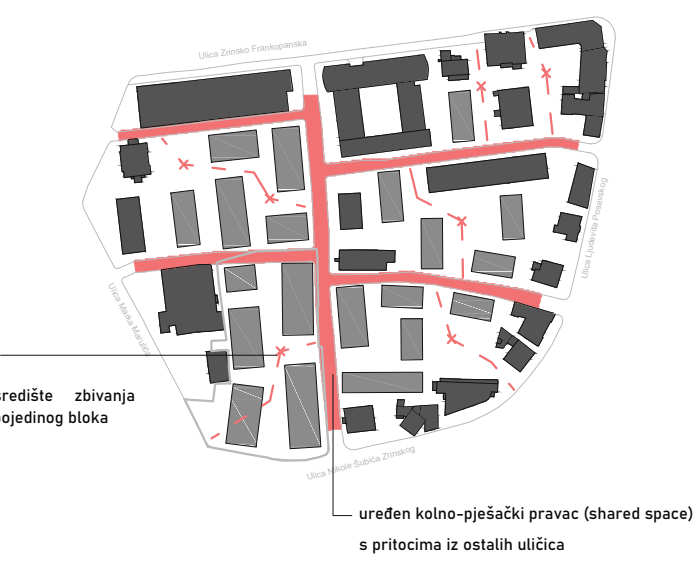 Ulica Zrinsko Frankopanska
Ulica Ljudevita Posavskog
Ulica Marka Marulića
središte zbivanja
pojedinog bloka
Ulica Nikole Šubića Zrinskog
uređen kolno-pješački pravac (shared space)
s pritocima iz ostalih uličica